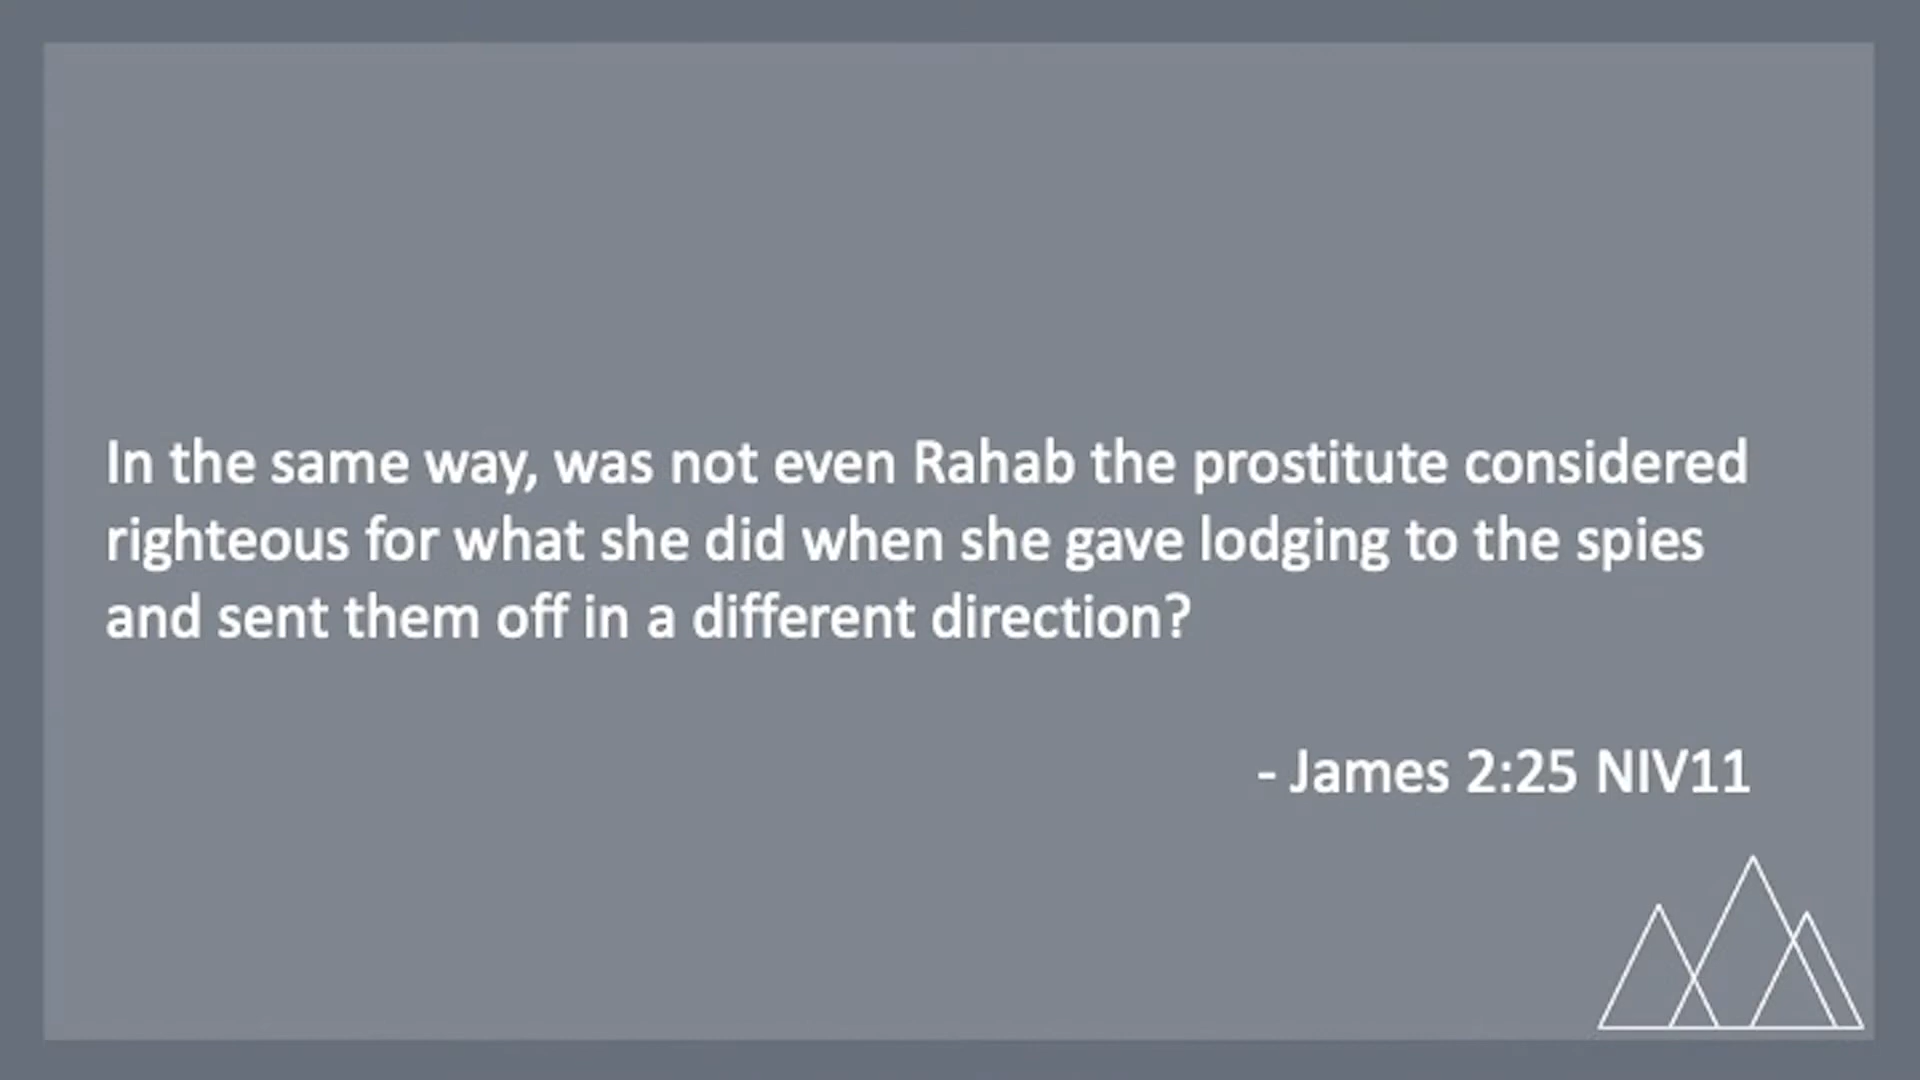 In the same way, was not even Rahab the prostitute considered
righteous for what she did when she gave lodging to the spies
and sent them off in a different direction?
- James 2:25 NIV11